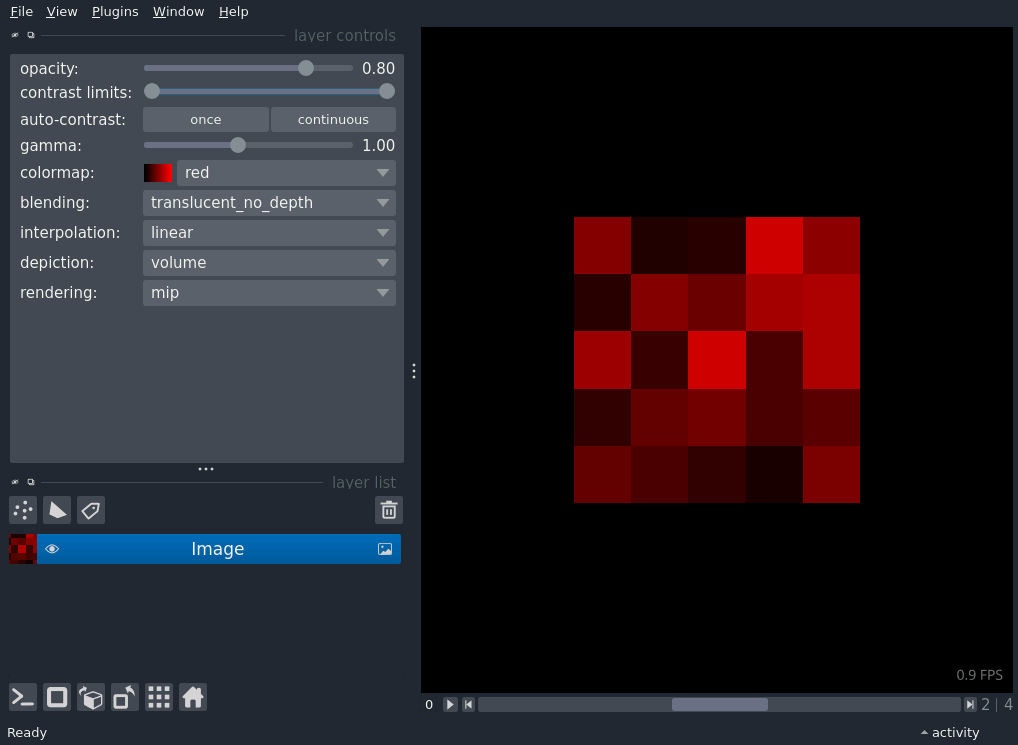 File View Plugins Window Help
layer controls
opacity: 0.80
contrast limits:
auto-contrast: once continuous
gamma: 1.00
colormap: red
blending: translucent_no_depth
interpolation: linear
depiction: volume
rendering: mip
layer list
Image
0.9 FPS
0 2 | 4
Ready activity